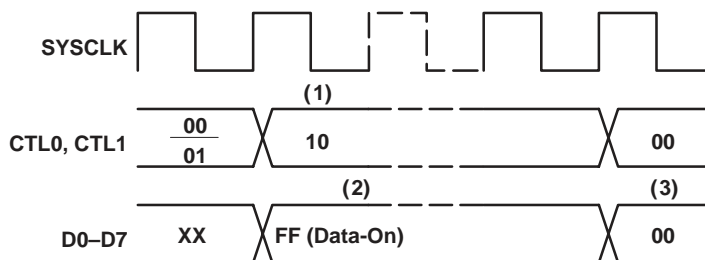 SYSCLK
(1)
CTL0, CTL1
00
01
10
00
(2)
(3)
D0–D7
XX
FF (Data-On)
00